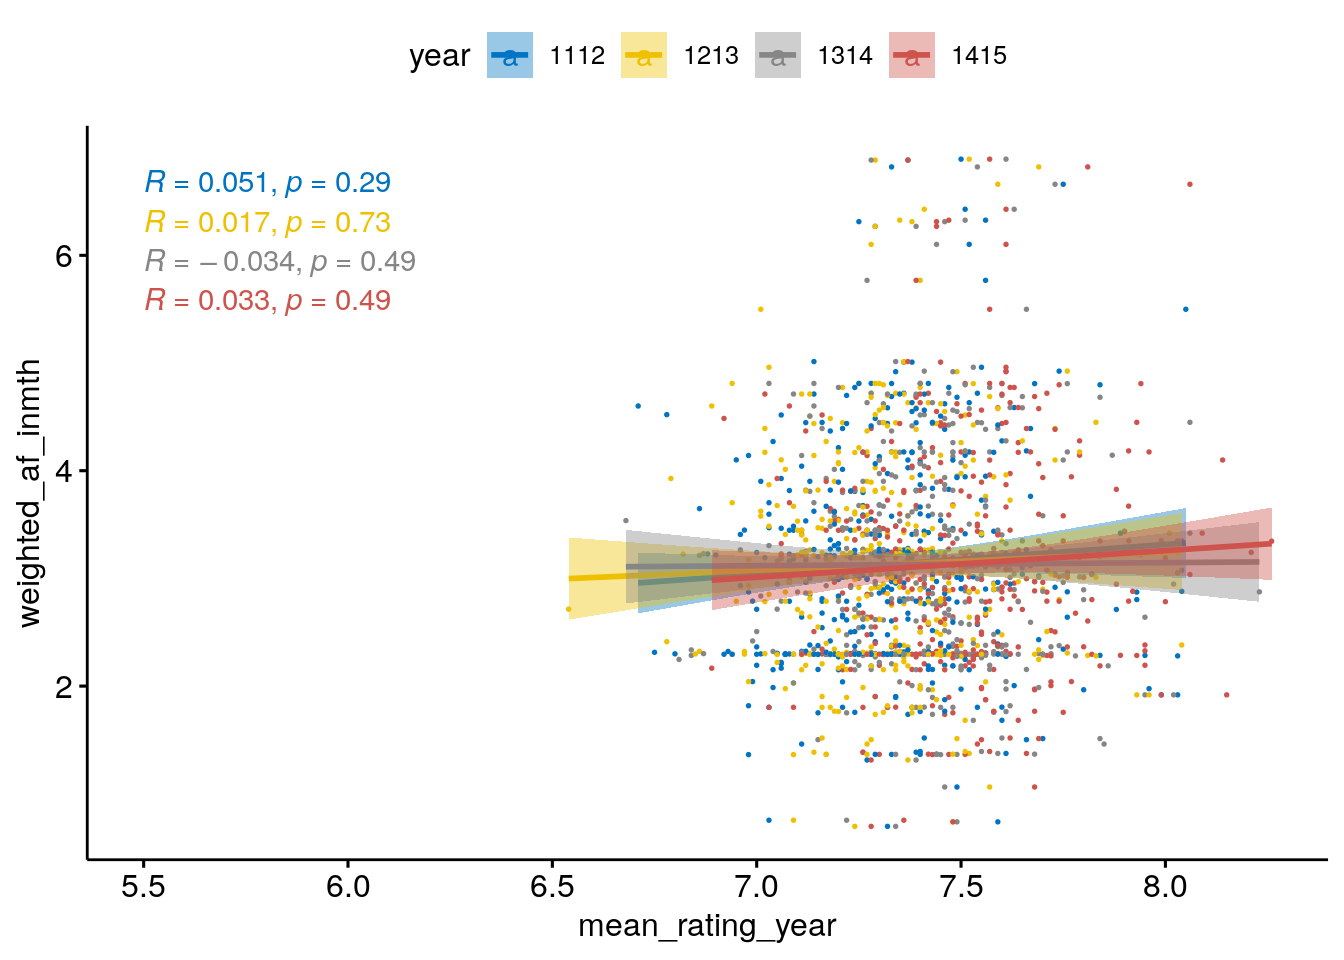 year a 1112 a 1213 a 1314 a 1415
R = 0.051, p = 0.29
R = 0.017, p = 0.73
R = −0.034, p = 0.49
R = 0.033, p = 0.49
6
4
2
weighted_af_inmth
5.5 6.0 6.5 7.0 7.5 8.0
mean_rating_year